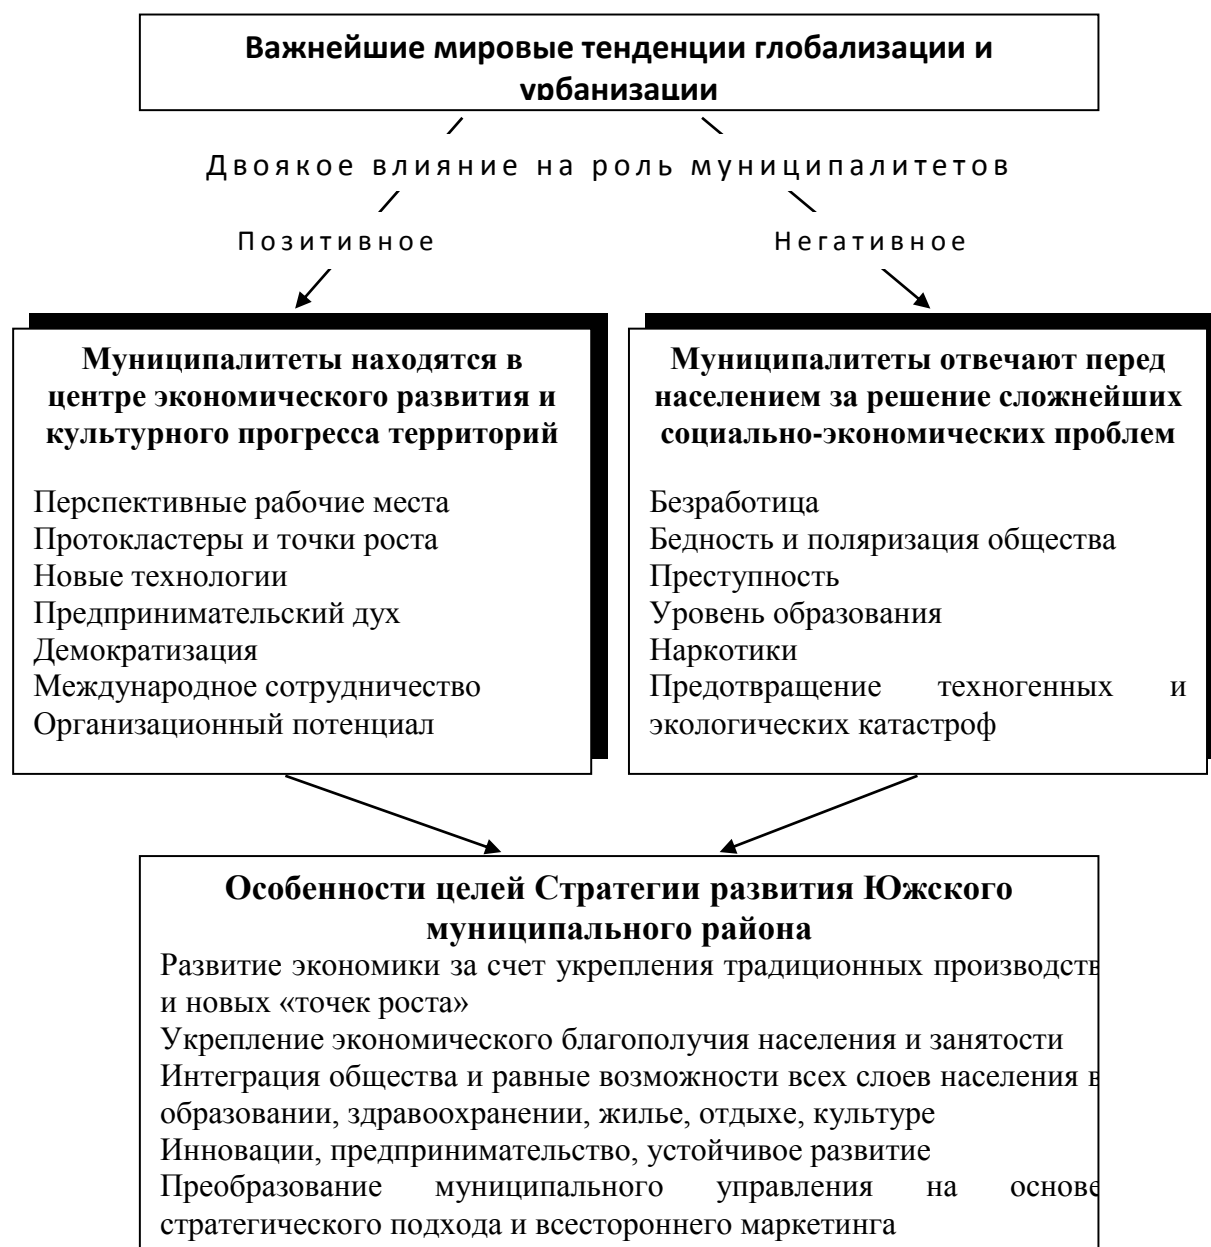 Важнейшие мировые тенденции глобализации и
урбанизации
Двоякое влияние на роль муниципалитетов
Позитивное
Негативное
Муниципалитеты находятся в
центре экономического развития и
культурного прогресса территорий
Перспективные рабочие места
Протокластеры и точки роста
Новые технологии
Предпринимательский дух
Демократизация
Международное сотрудничество
Организационный потенциал
Муниципалитеты отвечают перед
населением за решение сложнейших
социально-экономических проблем
Безработица
Бедность и поляризация общества
Преступность
Уровень образования
Наркотики
Предотвращение техногенных и
экологических катастроф
Особенности целей Стратегии развития Южского
муниципального района
Развитие экономики за счет укрепления традиционных производств
и новых «точек роста»
Укрепление экономического благополучия населения и занятости
Интеграция общества и равные возможности всех слоев населения в
образовании, здравоохранении, жилье, отдыхе, культуре
Инновации, предпринимательство, устойчивое развитие
Преобразование муниципального управления на основе
стратегического подхода и всестороннего маркетинга